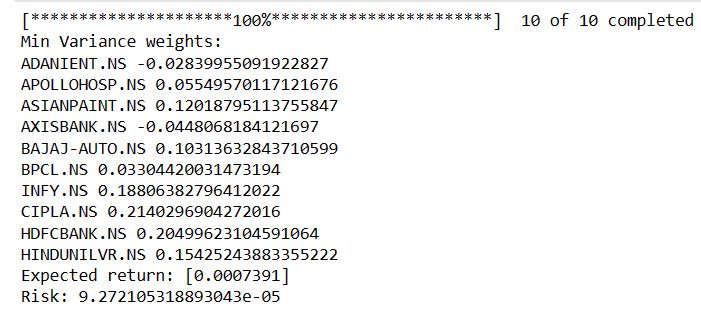 [*********************100%***********************]  10 of 10 completed
Min Variance weights:
ADANIENT.NS -0.02839955091922827
APOLLOHOSP.NS 0.05549570117121676
ASIANPAINT.NS 0.12018795113755847
AXISBANK.NS -0.0448068184121697
BAJAJ-AUTO.NS 0.10313632843710599
BPCL.NS 0.03304420031473194
INFY.NS 0.18806382796412022
CIPLA.NS 0.2140296904272016
HDFCBANK.NS 0.20499623104591064
HINDUNILVR.NS 0.15425243883355222
Expected return: [0.0007391]
Risk: 9.272105318893043e-05